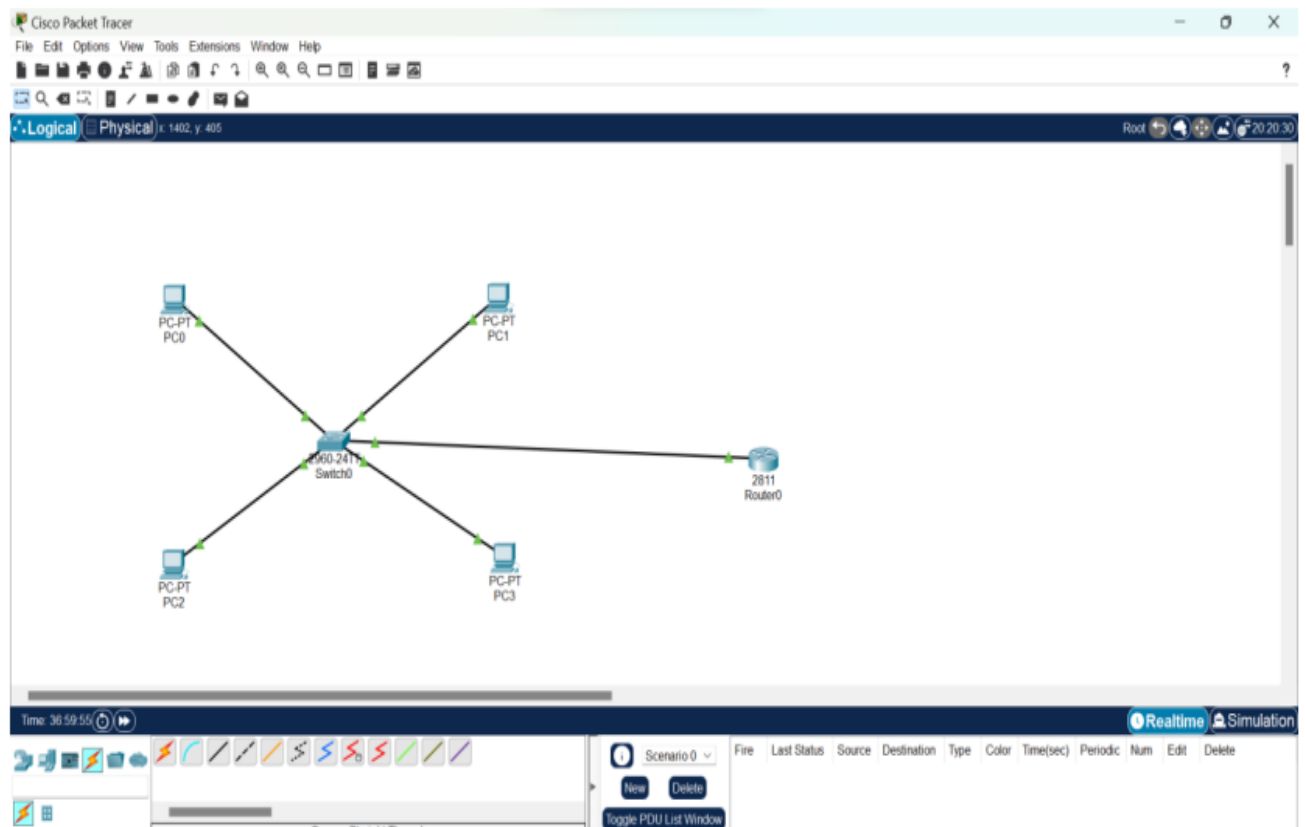 Cisco Packet Tracer
File Edit Options View Tools Extensions Window Help
?
Logical Physical x: 1402, y: 405 Root 20:20:30
PC-PT
PC0
PC-PT
PC1
2960-24TT
Switch0
2811
Router0
PC-PT
PC2
PC-PT
PC3
Time: 36:59:55 Realtime Simulation
Scenario 0 Fire Last Status Source Destination Type Color Time(sec) Periodic Num Edit Delete
New Delete
Toggle PDU List Window